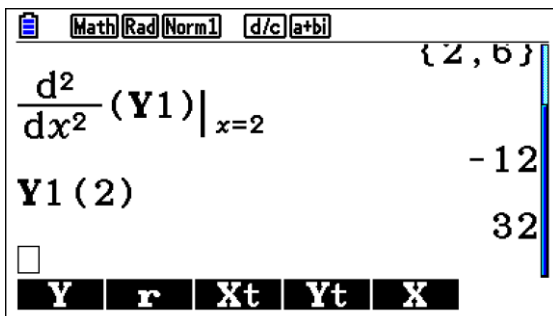 Math Rad Norm1 d/c a+bi
{2,6}
d²/dx² (Y1)|x=2
-12
Y1(2)
32
Y r Xt Yt X